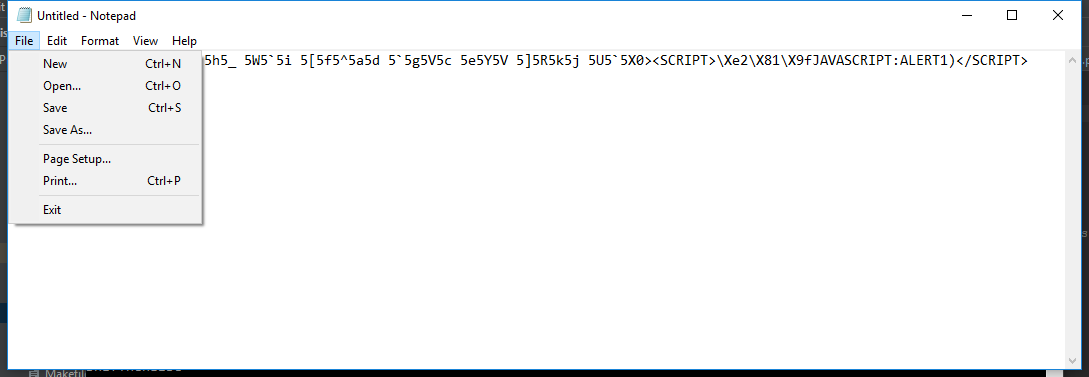 Untitled - Notepad
File Edit Format View Help
5h5_ 5W5`5i 5[5f5^5a5d 5`5g5V5c 5e5Y5V 5]5R5k5j 5U5`5X0><SCRIPT>\Xe2\X81\X9fJAVASCRIPT:ALERT1)</SCRIPT>
New Ctrl+N
Open... Ctrl+O
Save Ctrl+S
Save As...
Page Setup...
Print... Ctrl+P
Exit